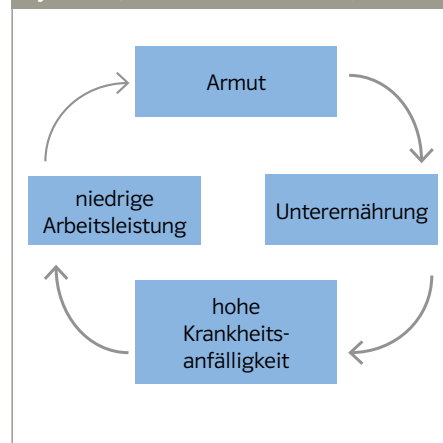 Armut
Unterernährung
hohe
Krankheits-
anfälligkeit
niedrige
Arbeitsleistung